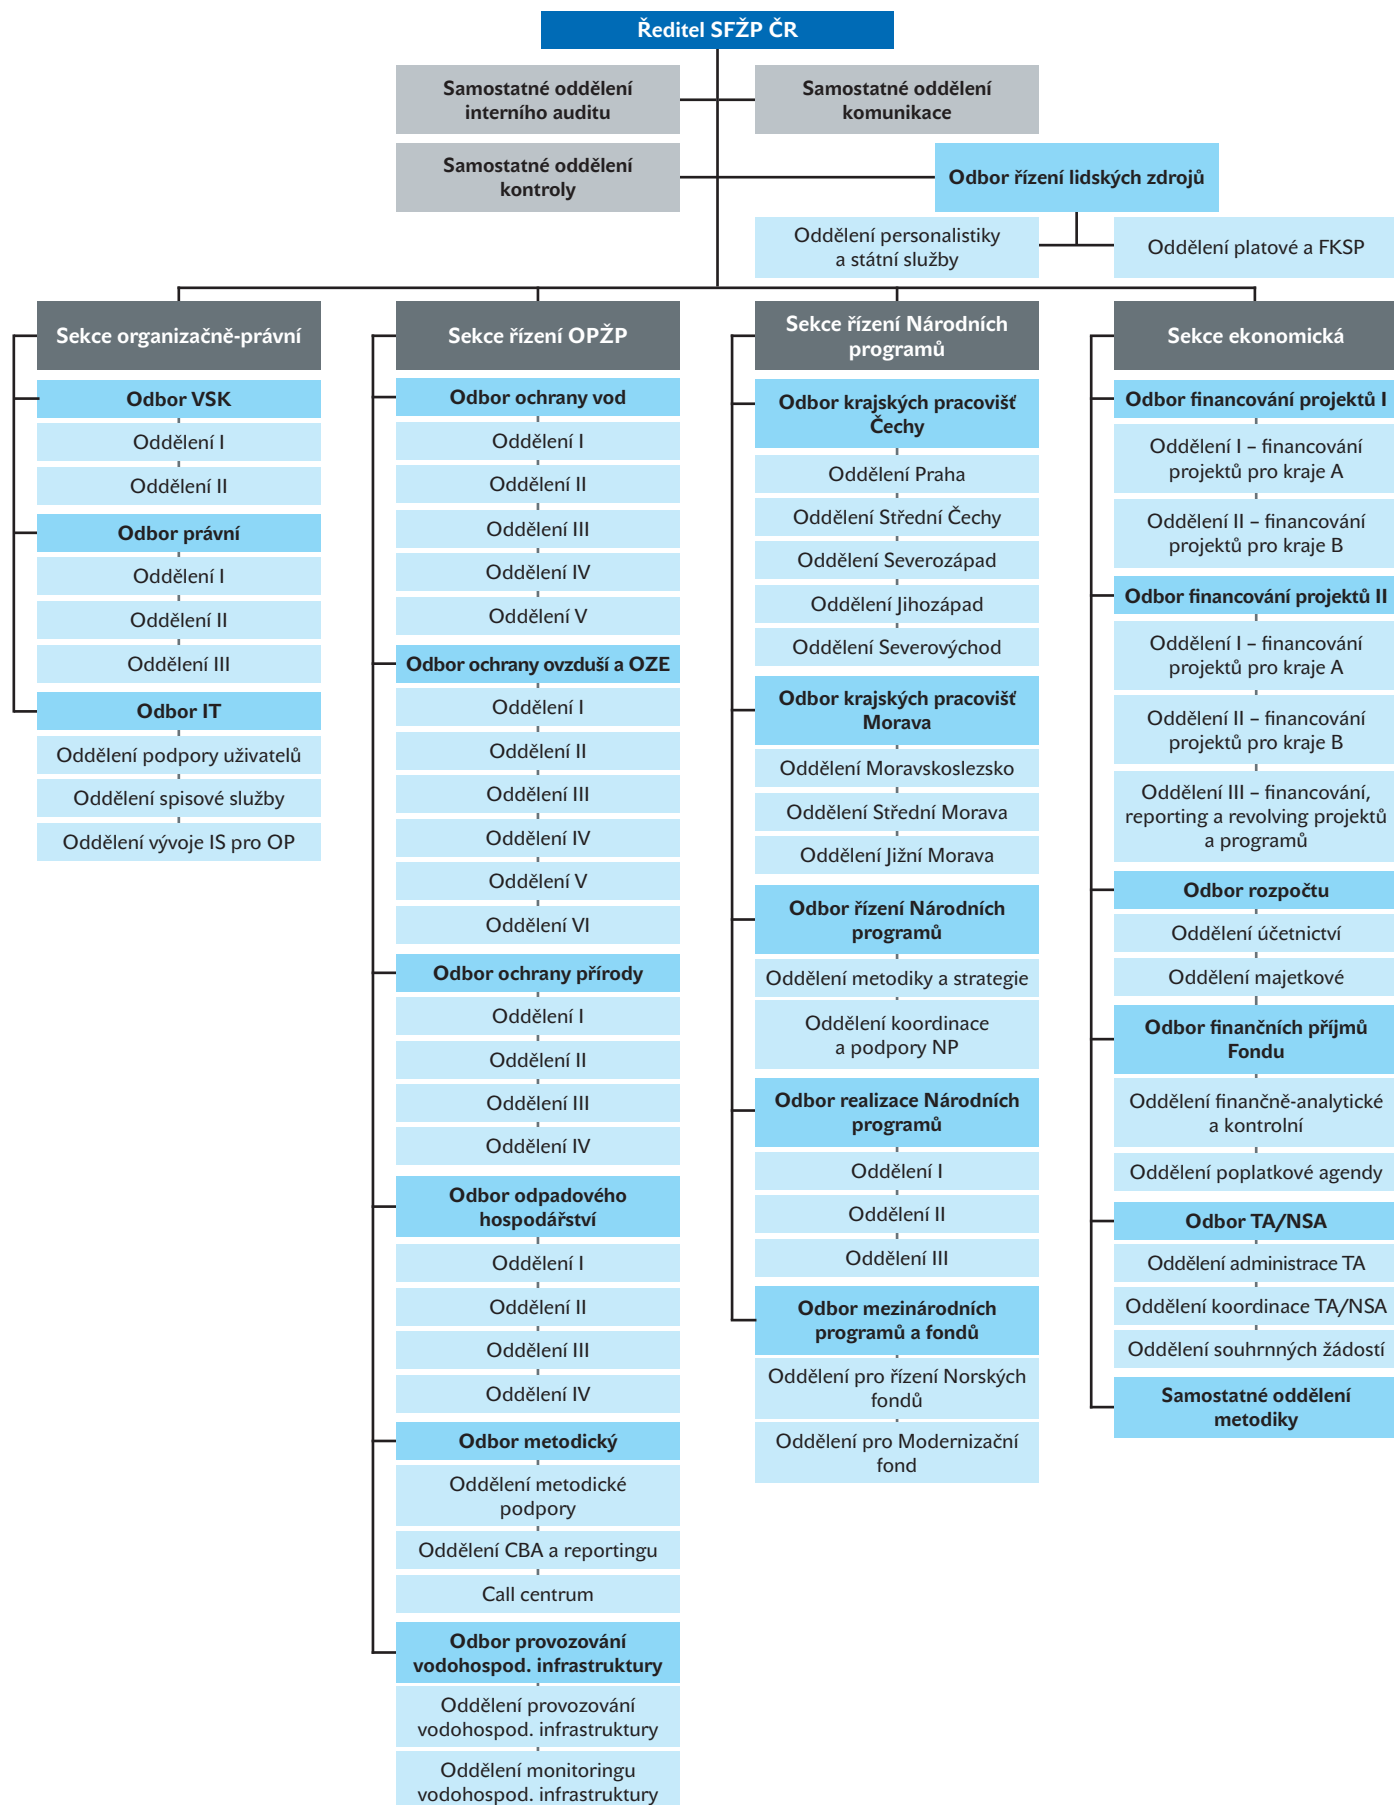 Ředitel SFŽP ČR
Samostatné oddělení
interního auditu
Samostatné oddělení
komunikace
Samostatné oddělení
kontroly
Odbor řízení lidských zdrojů
Oddělení personalistiky
a státní služby
Oddělení platové a FKSP
Sekce organizačně-právní
Odbor VSK
Oddělení I
Oddělení II
Odbor právní
Oddělení I
Oddělení II
Oddělení III
Odbor IT
Oddělení podpory uživatelů
Oddělení spisové služby
Oddělení vývoje IS pro OP
Sekce řízení OPŽP
Odbor ochrany vod
Oddělení I
Oddělení II
Oddělení III
Oddělení IV
Oddělení V
Odbor ochrany ovzduší a OZE
Oddělení I
Oddělení II
Oddělení III
Oddělení IV
Oddělení V
Oddělení VI
Odbor ochrany přírody
Oddělení I
Oddělení II
Oddělení III
Oddělení IV
Odbor odpadového
hospodářství
Oddělení I
Oddělení II
Oddělení III
Oddělení IV
Odbor metodický
Oddělení metodické
podpory
Oddělení CBA a reportingu
Call centrum
Odbor provozování
vodohospod. infrastruktury
Oddělení provozování
vodohospod. infrastruktury
Oddělení monitoringu
vodohospod. infrastruktury
Sekce řízení Národních
programů
Odbor krajských pracovišť
Čechy
Oddělení Praha
Oddělení Střední Čechy
Oddělení Severozápad
Oddělení Jihozápad
Oddělení Severovýchod
Odbor krajských pracovišť
Morava
Oddělení Moravskoslezsko
Oddělení Střední Morava
Oddělení Jižní Morava
Odbor řízení Národních
programů
Oddělení metodiky a strategie
Oddělení koordinace
a podpory NP
Odbor realizace Národních
programů
Oddělení I
Oddělení II
Oddělení III
Odbor mezinárodních
programů a fondů
Oddělení pro řízení Norských
fondů
Oddělení pro Modernizační
fond
Sekce ekonomická
Odbor financování projektů I
Oddělení I – financování
projektů pro kraje A
Oddělení II – financování
projektů pro kraje B
Odbor financování projektů II
Oddělení I – financování
projektů pro kraje A
Oddělení II – financování
projektů pro kraje B
Oddělení III – financování,
reporting a revolving projektů
a programů
Odbor rozpočtu
Oddělení účetnictví
Oddělení majetkové
Odbor finančních příjmů
Fondu
Oddělení finančně-analytické
a kontrolní
Oddělení poplatkové agendy
Odbor TA/NSA
Oddělení administrace TA
Oddělení koordinace TA/NSA
Oddělení souhrnných žádostí
Samostatné oddělení
metodiky